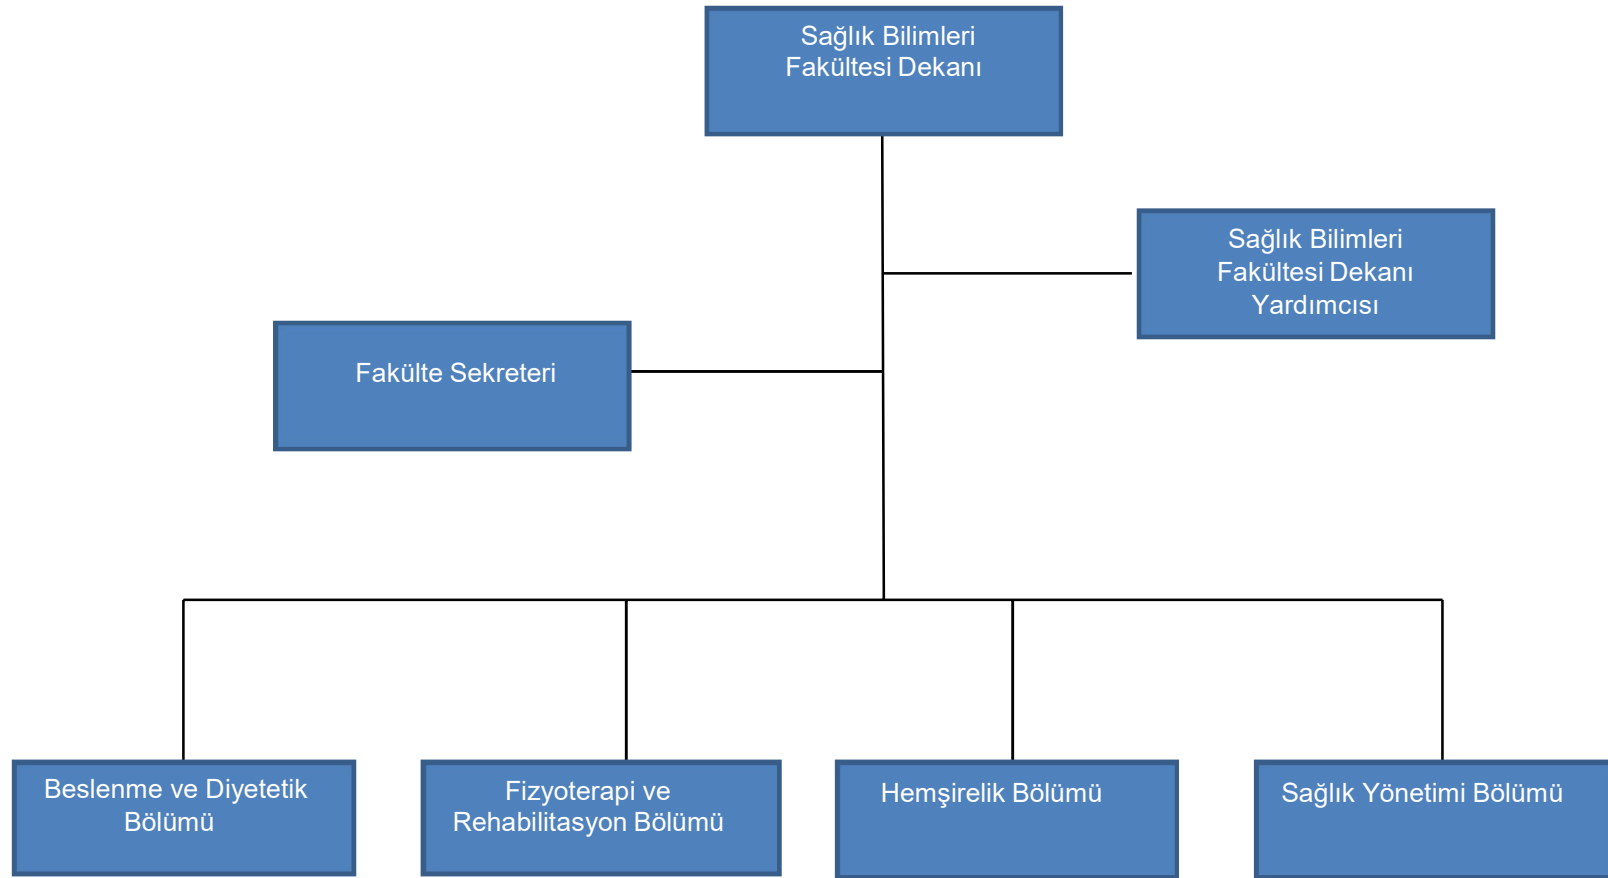 Sağlık Bilimleri
Fakültesi Dekanı
Sağlık Bilimleri
Fakültesi Dekanı
Yardımcısı
Fakülte Sekreteri
Beslenme ve Diyetetik
Bölümü
Fizyoterapi ve
Rehabilitasyon Bölümü
Hemşirelik Bölümü
Sağlık Yönetimi Bölümü